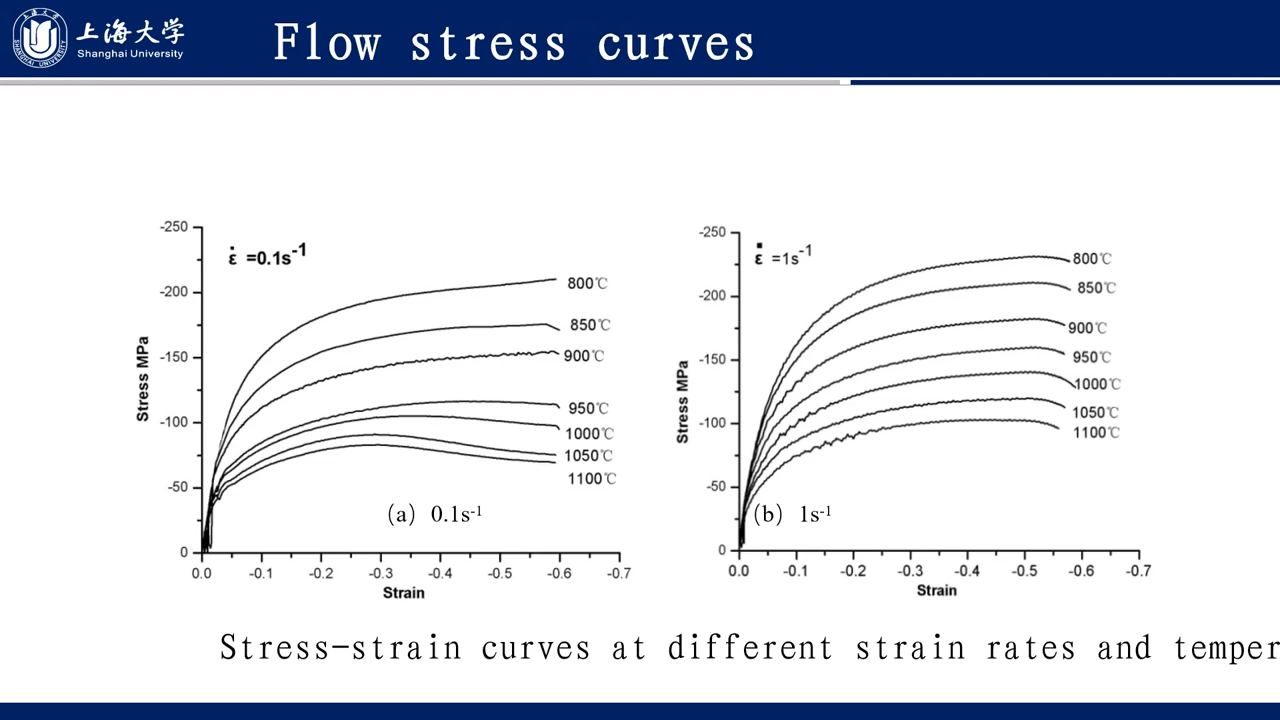 上海大学
Shanghai University
SHANGHAI UNIVERSITY
Flow stress curves
-250
-200
-150
-100
-50
0
Stress MPa
ε̇ =0.1s⁻¹
800℃
850℃
900℃
950℃
1000℃
1050℃
1100℃
(a) 0.1s⁻¹
0.0 -0.1 -0.2 -0.3 -0.4 -0.5 -0.6 -0.7
Strain
-250
-200
-150
-100
-50
0
Stress MPa
ε̇ =1s⁻¹
800℃
850℃
900℃
950℃
1000℃
1050℃
1100℃
(b) 1s⁻¹
0.0 -0.1 -0.2 -0.3 -0.4 -0.5 -0.6 -0.7
Strain
Stress-strain curves at different strain rates and temper